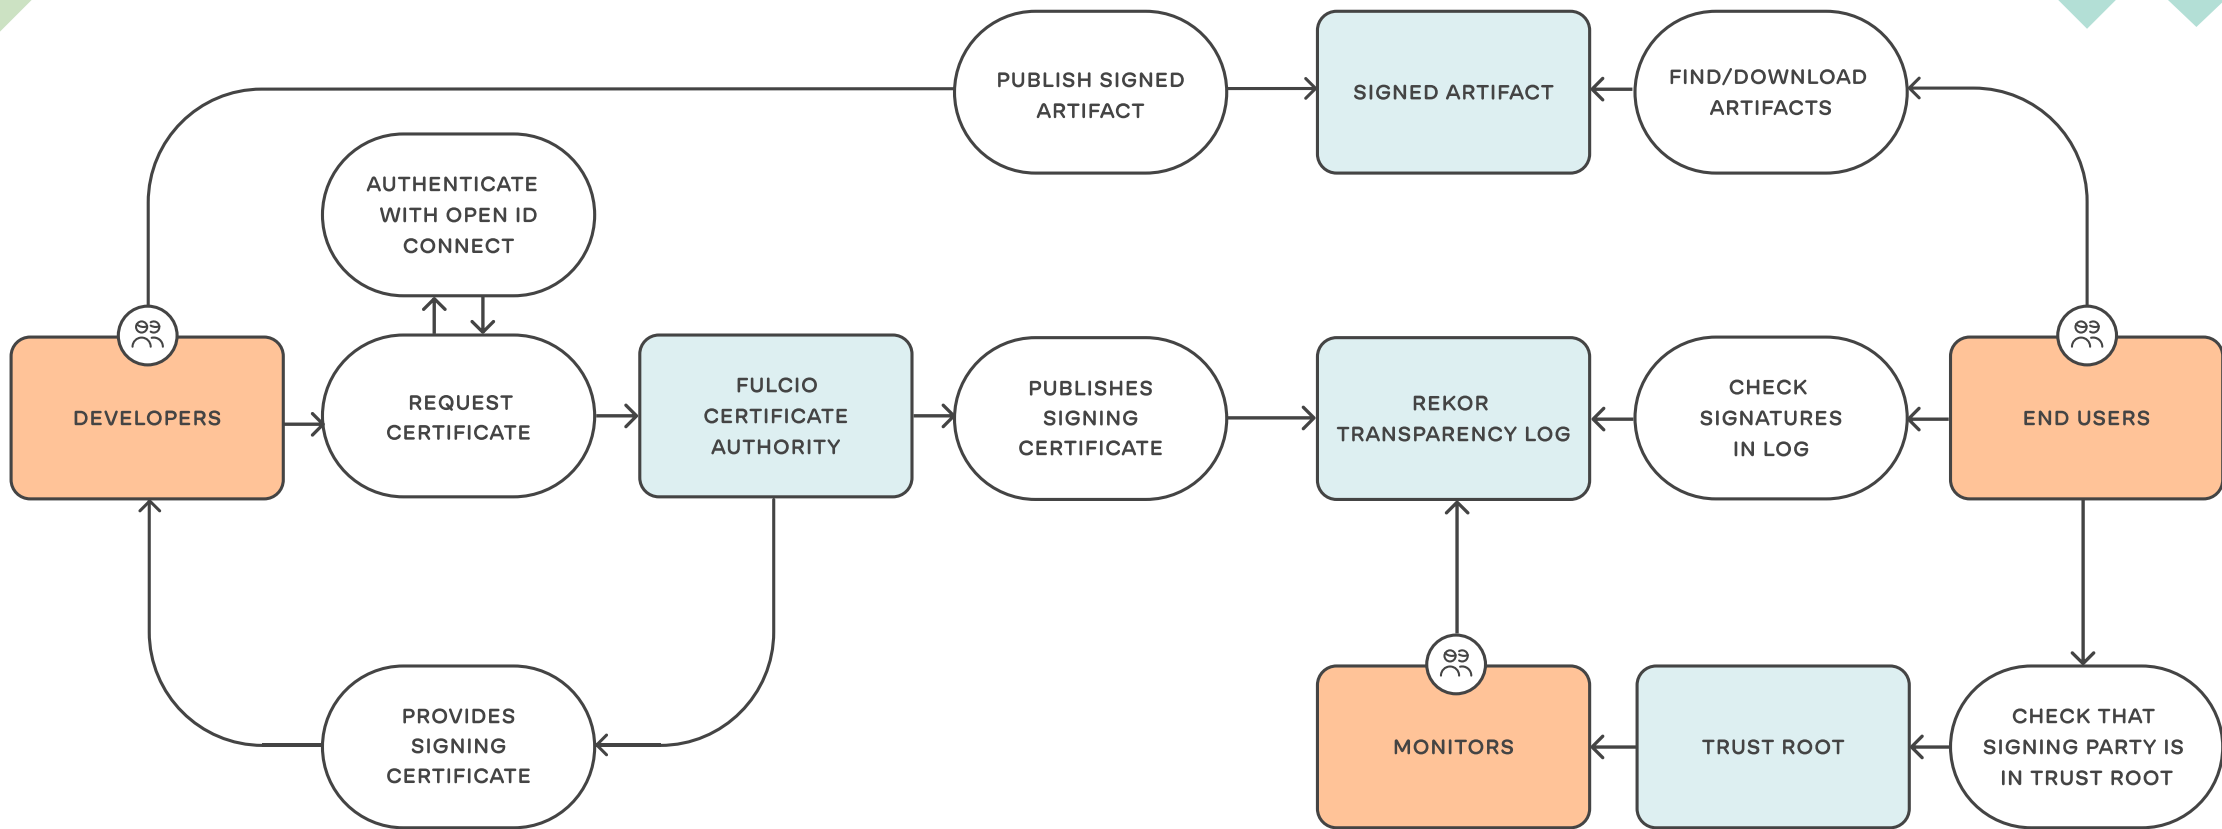 PUBLISH SIGNED
ARTIFACT
SIGNED ARTIFACT
FIND/DOWNLOAD
ARTIFACTS
AUTHENTICATE
WITH OPEN ID
CONNECT
DEVELOPERS
REQUEST
CERTIFICATE
FULCIO
CERTIFICATE
AUTHORITY
PUBLISHES
SIGNING
CERTIFICATE
REKOR
TRANSPARENCY LOG
CHECK
SIGNATURES
IN LOG
END USERS
PROVIDES
SIGNING
CERTIFICATE
MONITORS
TRUST ROOT
CHECK THAT
SIGNING PARTY IS
IN TRUST ROOT